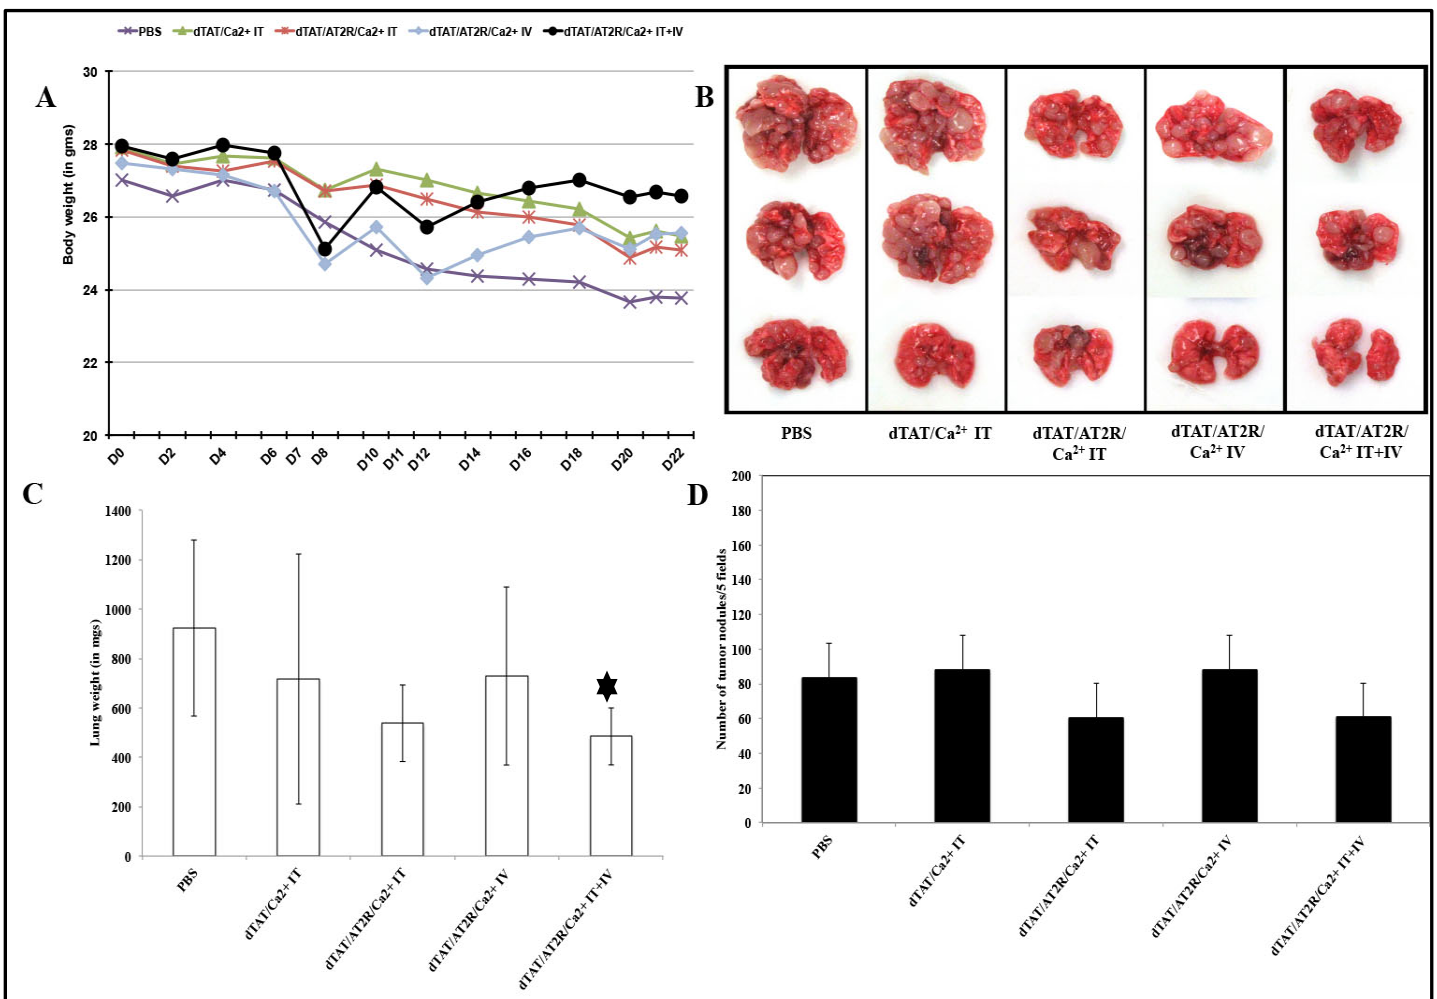 PBS dTAT/Ca2+ IT dTAT/AT2R/Ca2+ IT dTAT/AT2R/Ca2+ IV dTAT/AT2R/Ca2+ IT+IV
A
Body weight (in gms)
30
28
26
24
22
20
D0 D2 D4 D6 D7 D8 D10 D11 D12 D14 D16 D18 D20 D22
B
PBS
dTAT/Ca²⁺ IT
dTAT/AT2R/
Ca²⁺ IT
dTAT/AT2R/
Ca²⁺ IV
dTAT/AT2R/
Ca²⁺ IT+IV
C
Lung weight (in mgs)
1400
1200
1000
800
600
400
200
0
PBS
dTAT/Ca2+ IT
dTAT/AT2R/Ca2+ IT
dTAT/AT2R/Ca2+ IV
dTAT/AT2R/Ca2+ IT+IV
D
Number of tumor nodules/5 fields
200
180
160
140
120
100
80
60
40
20
0
PBS
dTAT/Ca2+ IT
dTAT/AT2R/Ca2+ IT
dTAT/AT2R/Ca2+ IV
dTAT/AT2R/Ca2+ IT+IV